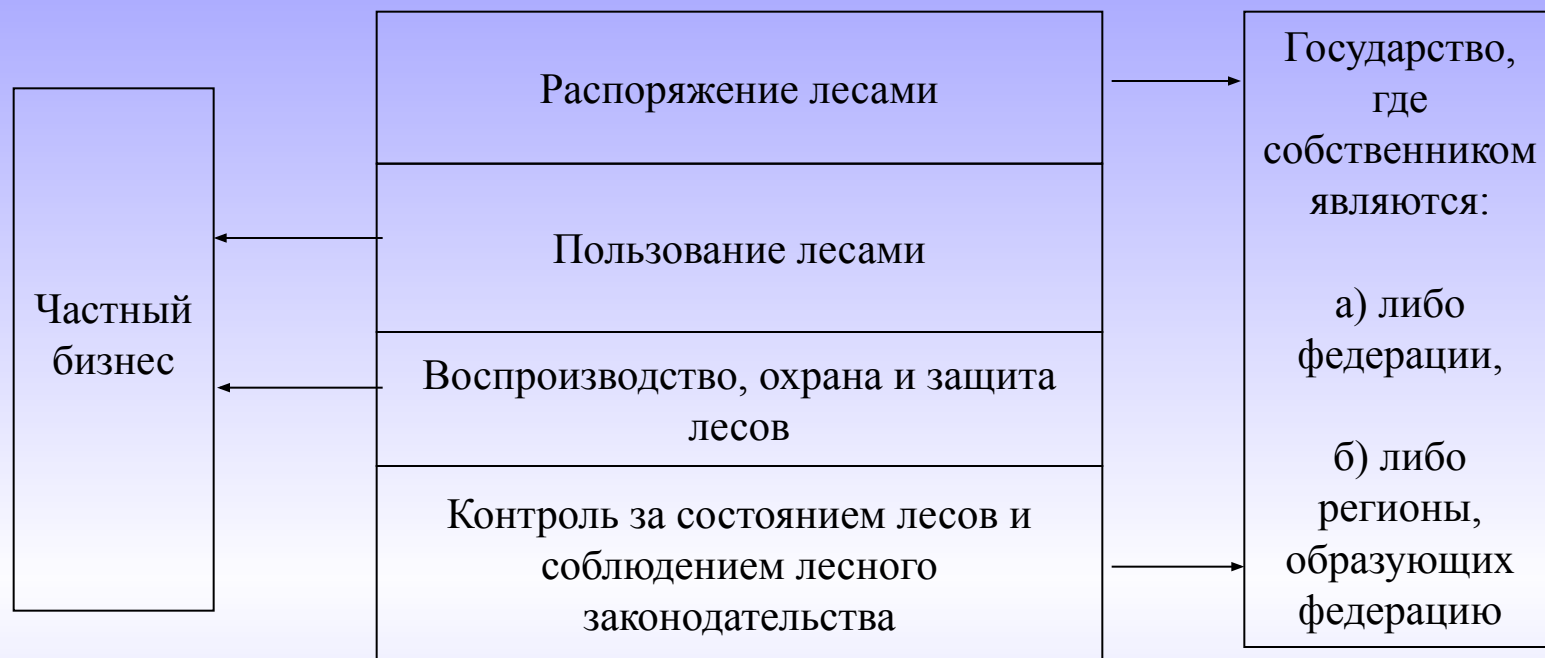 Частный
бизнес
Распоряжение лесами
Пользование лесами
Воспроизводство, охрана и защита
лесов
Контроль за состоянием лесов и
соблюдением лесного
законодательства
Государство,
где
собственником
являются:
а) либо
федерации,
б) либо
регионы,
образующих
федерацию